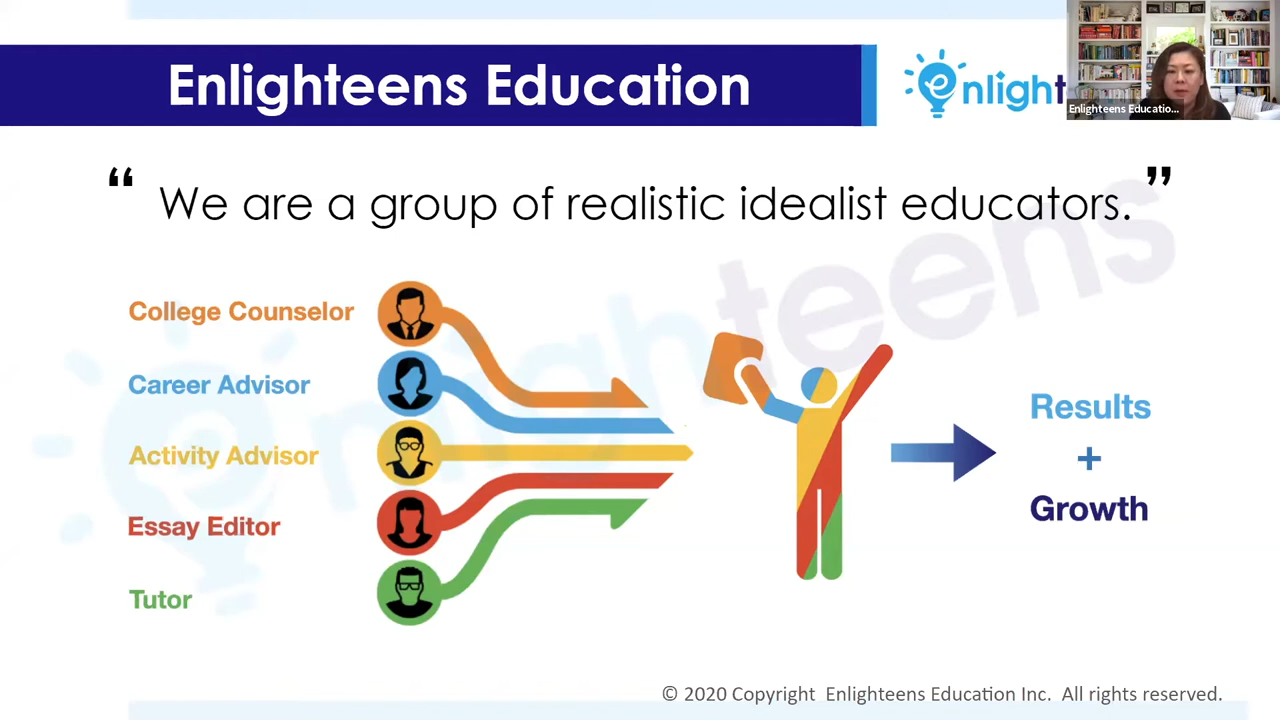 Enlighteens Education
enlight
Enlighteens Educatio...
“ We are a group of realistic idealist educators. ”
enlighteens
College Counselor
Career Advisor
Activity Advisor
Essay Editor
Tutor
Results
+
Growth
© 2020 Copyright Enlighteens Education Inc. All rights reserved.